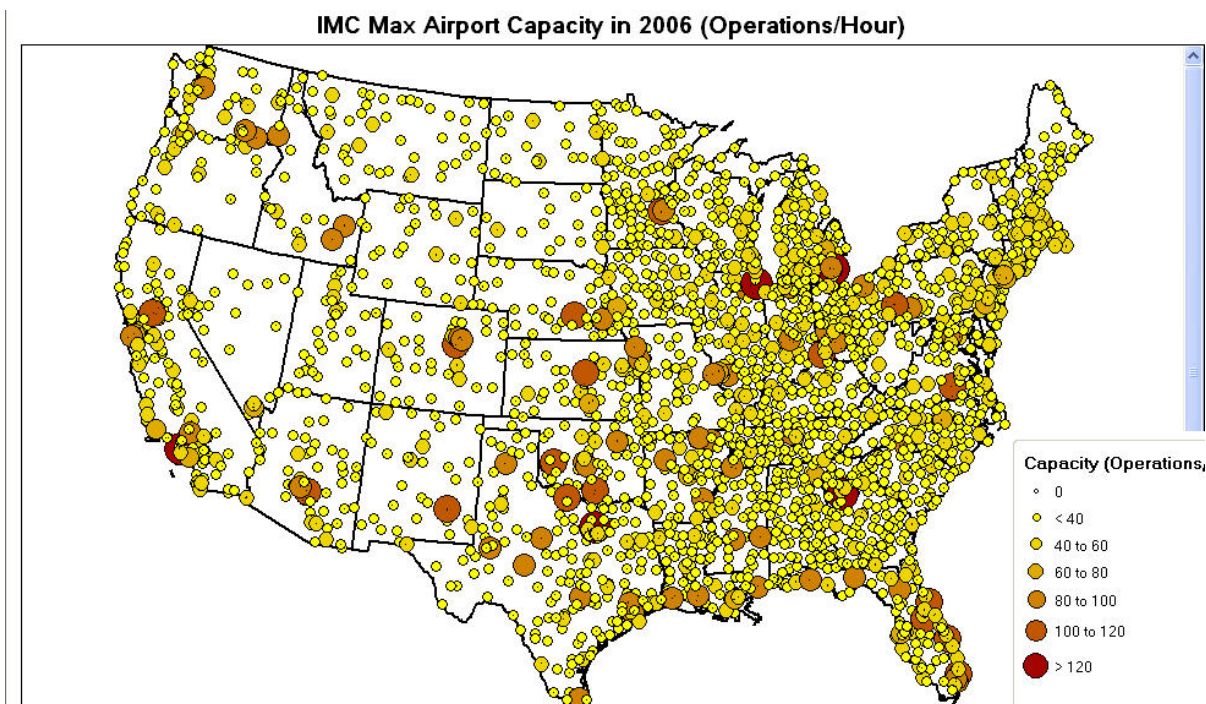 IMC Max Airport Capacity in 2006 (Operations/Hour)
Capacity (Operations/
0
< 40
40 to 60
60 to 80
80 to 100
100 to 120
> 120